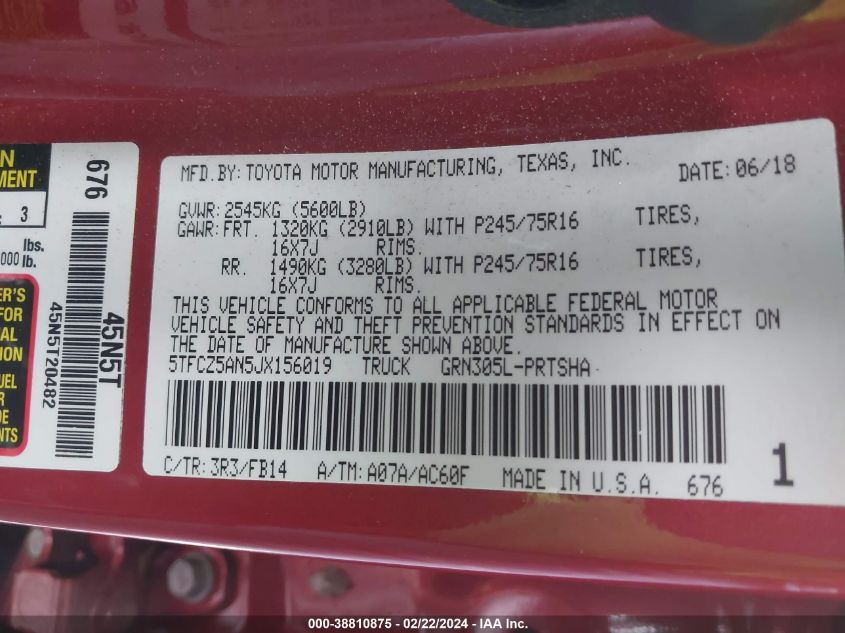 MFD.BY:TOYOTA MOTOR MANUFACTURING, TEXAS, INC. DATE:06/18
GVWR:2545KG (5600LB)
GAWR:FRT. 1320KG (2910LB) WITH P245/75R16 TIRES,
16X7J RIMS.
RR. 1490KG (3280LB) WITH P245/75R16 TIRES,
16X7J RIMS.
THIS VEHICLE CONFORMS TO ALL APPLICABLE FEDERAL MOTOR
VEHICLE SAFETY AND THEFT PREVENTION STANDARDS IN EFFECT ON
THE DATE OF MANUFACTURE SHOWN ABOVE.
5TFCZ5AN5JX156019 TRUCK GRN305L-PRTSHA
C/TR:3R3/FB14 A/TM:A07A/AC60F MADE IN U.S.A. 676
1
676
45N5T
45N5T20482
3
lbs.
000 lb.
FOR
000-38810875 - 02/22/2024 - IAA Inc.